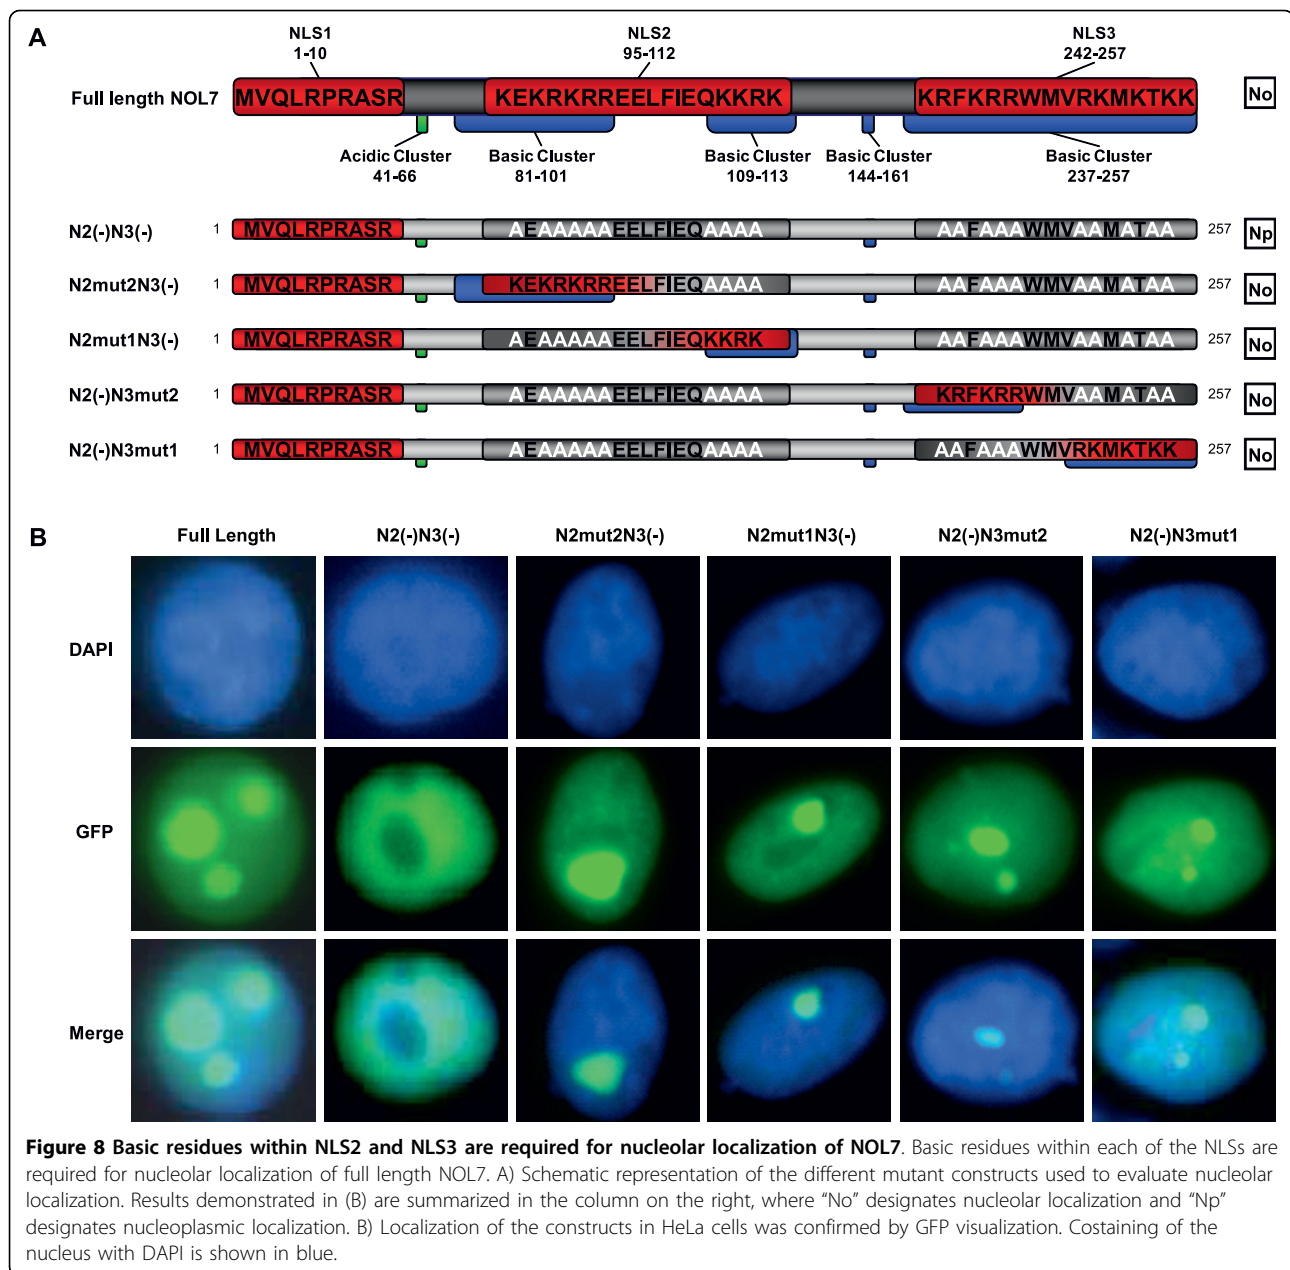 A
NLS1
1-10
NLS2
95-112
NLS3
242-257
Full length NOL7
MVQLRPRASR
KEKRKRREELFIEQKKRK
KRFKRRWMVRKMKTKK
No
Acidic Cluster
41-66
Basic Cluster
81-101
Basic Cluster
109-113
Basic Cluster
144-161
Basic Cluster
237-257
N2(-)N3(-) 1 MVQLRPRASR AEAAAAAEELFIEQAAAA AAFAAAWMVAAMATAA 257 Np
N2mut2N3(-) 1 MVQLRPRASR KEKRKRREELFIEQAAAA AAFAAAWMVAAMATAA 257 No
N2mut1N3(-) 1 MVQLRPRASR AEAAAAAEELFIEQKKRK AAFAAAWMVAAMATAA 257 No
N2(-)N3mut2 1 MVQLRPRASR AEAAAAAEELFIEQAAAA KRFKRRWMVAAMATAA 257 No
N2(-)N3mut1 1 MVQLRPRASR AEAAAAAEELFIEQAAAA AAFAAAWMVRKMKTKK 257 No
B
Full Length N2(-)N3(-) N2mut2N3(-) N2mut1N3(-) N2(-)N3mut2 N2(-)N3mut1
DAPI
GFP
Merge
Figure 8 Basic residues within NLS2 and NLS3 are required for nucleolar localization of NOL7. Basic residues within each of the NLSs are
required for nucleolar localization of full length NOL7. A) Schematic representation of the different mutant constructs used to evaluate nucleolar
localization. Results demonstrated in (B) are summarized in the column on the right, where “No” designates nucleolar localization and “Np”
designates nucleoplasmic localization. B) Localization of the constructs in HeLa cells was confirmed by GFP visualization. Costaining of the
nucleus with DAPI is shown in blue.